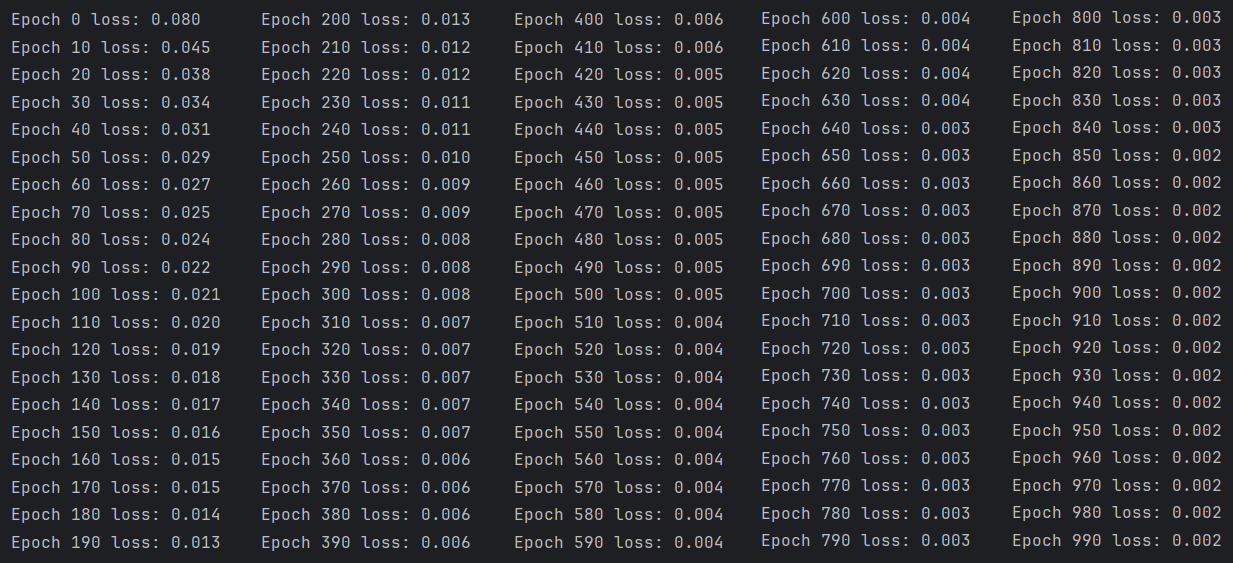 Epoch 0 loss: 0.080
Epoch 10 loss: 0.045
Epoch 20 loss: 0.038
Epoch 30 loss: 0.034
Epoch 40 loss: 0.031
Epoch 50 loss: 0.029
Epoch 60 loss: 0.027
Epoch 70 loss: 0.025
Epoch 80 loss: 0.024
Epoch 90 loss: 0.022
Epoch 100 loss: 0.021
Epoch 110 loss: 0.020
Epoch 120 loss: 0.019
Epoch 130 loss: 0.018
Epoch 140 loss: 0.017
Epoch 150 loss: 0.016
Epoch 160 loss: 0.015
Epoch 170 loss: 0.015
Epoch 180 loss: 0.014
Epoch 190 loss: 0.013
Epoch 200 loss: 0.013
Epoch 210 loss: 0.012
Epoch 220 loss: 0.012
Epoch 230 loss: 0.011
Epoch 240 loss: 0.011
Epoch 250 loss: 0.010
Epoch 260 loss: 0.009
Epoch 270 loss: 0.009
Epoch 280 loss: 0.008
Epoch 290 loss: 0.008
Epoch 300 loss: 0.008
Epoch 310 loss: 0.007
Epoch 320 loss: 0.007
Epoch 330 loss: 0.007
Epoch 340 loss: 0.007
Epoch 350 loss: 0.007
Epoch 360 loss: 0.006
Epoch 370 loss: 0.006
Epoch 380 loss: 0.006
Epoch 390 loss: 0.006
Epoch 400 loss: 0.006
Epoch 410 loss: 0.006
Epoch 420 loss: 0.005
Epoch 430 loss: 0.005
Epoch 440 loss: 0.005
Epoch 450 loss: 0.005
Epoch 460 loss: 0.005
Epoch 470 loss: 0.005
Epoch 480 loss: 0.005
Epoch 490 loss: 0.005
Epoch 500 loss: 0.005
Epoch 510 loss: 0.004
Epoch 520 loss: 0.004
Epoch 530 loss: 0.004
Epoch 540 loss: 0.004
Epoch 550 loss: 0.004
Epoch 560 loss: 0.004
Epoch 570 loss: 0.004
Epoch 580 loss: 0.004
Epoch 590 loss: 0.004
Epoch 600 loss: 0.004
Epoch 610 loss: 0.004
Epoch 620 loss: 0.004
Epoch 630 loss: 0.004
Epoch 640 loss: 0.003
Epoch 650 loss: 0.003
Epoch 660 loss: 0.003
Epoch 670 loss: 0.003
Epoch 680 loss: 0.003
Epoch 690 loss: 0.003
Epoch 700 loss: 0.003
Epoch 710 loss: 0.003
Epoch 720 loss: 0.003
Epoch 730 loss: 0.003
Epoch 740 loss: 0.003
Epoch 750 loss: 0.003
Epoch 760 loss: 0.003
Epoch 770 loss: 0.003
Epoch 780 loss: 0.003
Epoch 790 loss: 0.003
Epoch 800 loss: 0.003
Epoch 810 loss: 0.003
Epoch 820 loss: 0.003
Epoch 830 loss: 0.003
Epoch 840 loss: 0.003
Epoch 850 loss: 0.002
Epoch 860 loss: 0.002
Epoch 870 loss: 0.002
Epoch 880 loss: 0.002
Epoch 890 loss: 0.002
Epoch 900 loss: 0.002
Epoch 910 loss: 0.002
Epoch 920 loss: 0.002
Epoch 930 loss: 0.002
Epoch 940 loss: 0.002
Epoch 950 loss: 0.002
Epoch 960 loss: 0.002
Epoch 970 loss: 0.002
Epoch 980 loss: 0.002
Epoch 990 loss: 0.002